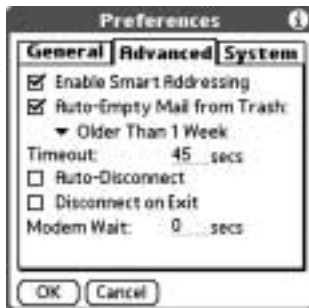 Preferences
General Advanced System
Enable Smart Addressing
Auto-Empty Mail from Trash:
Older Than 1 Week
Timeout: 45 secs
Auto-Disconnect
Disconnect on Exit
Modem Wait: 0 secs
OK Cancel